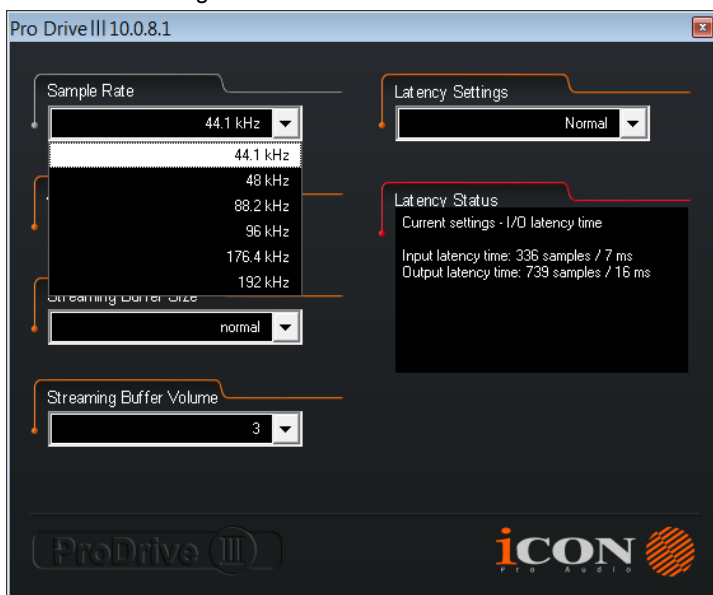 Pro Drive III 10.0.8.1
Sample Rate
44.1 kHz
44.1 kHz
48 kHz
88.2 kHz
96 kHz
176.4 kHz
192 kHz
Streaming Buffer Size
normal
Streaming Buffer Volume
3
Latency Settings
Normal
Latency Status
Current settings - I/O latency time
Input latency time: 336 samples / 7 ms
Output latency time: 739 samples / 16 ms
ProDrive III
iCON
Pro Audio